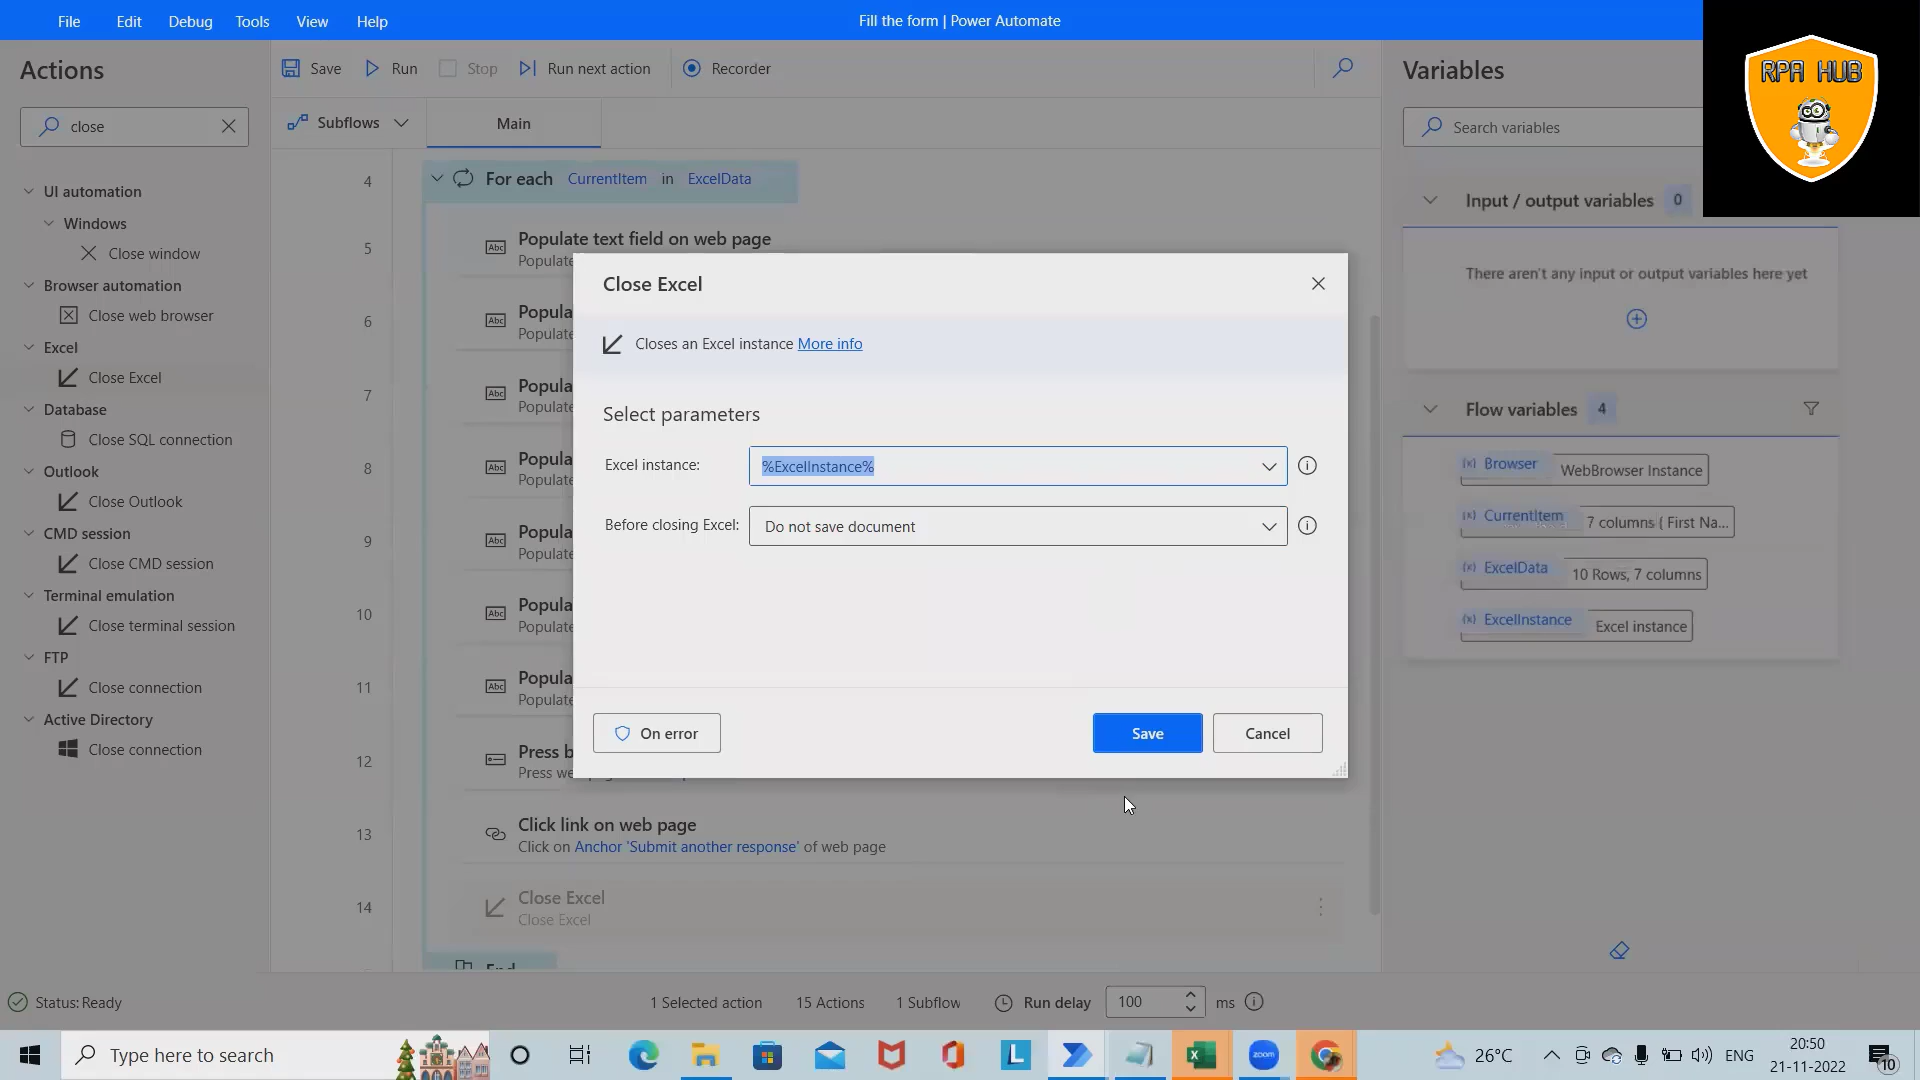 File Edit Debug Tools View Help
Fill the form | Power Automate
RPA HUB
Actions
close
UI automation
Windows
Close window
Browser automation
Close web browser
Excel
Close Excel
Database
Close SQL connection
Outlook
Close Outlook
CMD session
Close CMD session
Terminal emulation
Close terminal session
FTP
Close connection
Active Directory
Close connection
Save Run Stop Run next action Recorder
Subflows Main
4 For each CurrentItem in ExcelData
5 Populate text field on web page
Populate
6 Popula
Populate
7 Popula
Populate
8 Popula
Populate
9 Popula
Populate
10 Popula
Populate
11 Popula
Populate
12 Press b
Press we
13 Click link on web page
Click on Anchor 'Submit another response' of web page
14 Close Excel
Close Excel
End
Close Excel
Closes an Excel instance More info
Select parameters
Excel instance: %ExcelInstance%
Before closing Excel: Do not save document
On error Save Cancel
Variables
Search variables
Input / output variables 0
There aren't any input or output variables here yet
Flow variables 4
(x) Browser WebBrowser Instance
(x) CurrentItem 7 columns ( First Na...
(x) ExcelData 10 Rows, 7 columns
(x) ExcelInstance Excel instance
Status: Ready 1 Selected action 15 Actions 1 Subflow Run delay 100 ms
Type here to search
L
zoom
26°C
ENG
20:50
21-11-2022
10